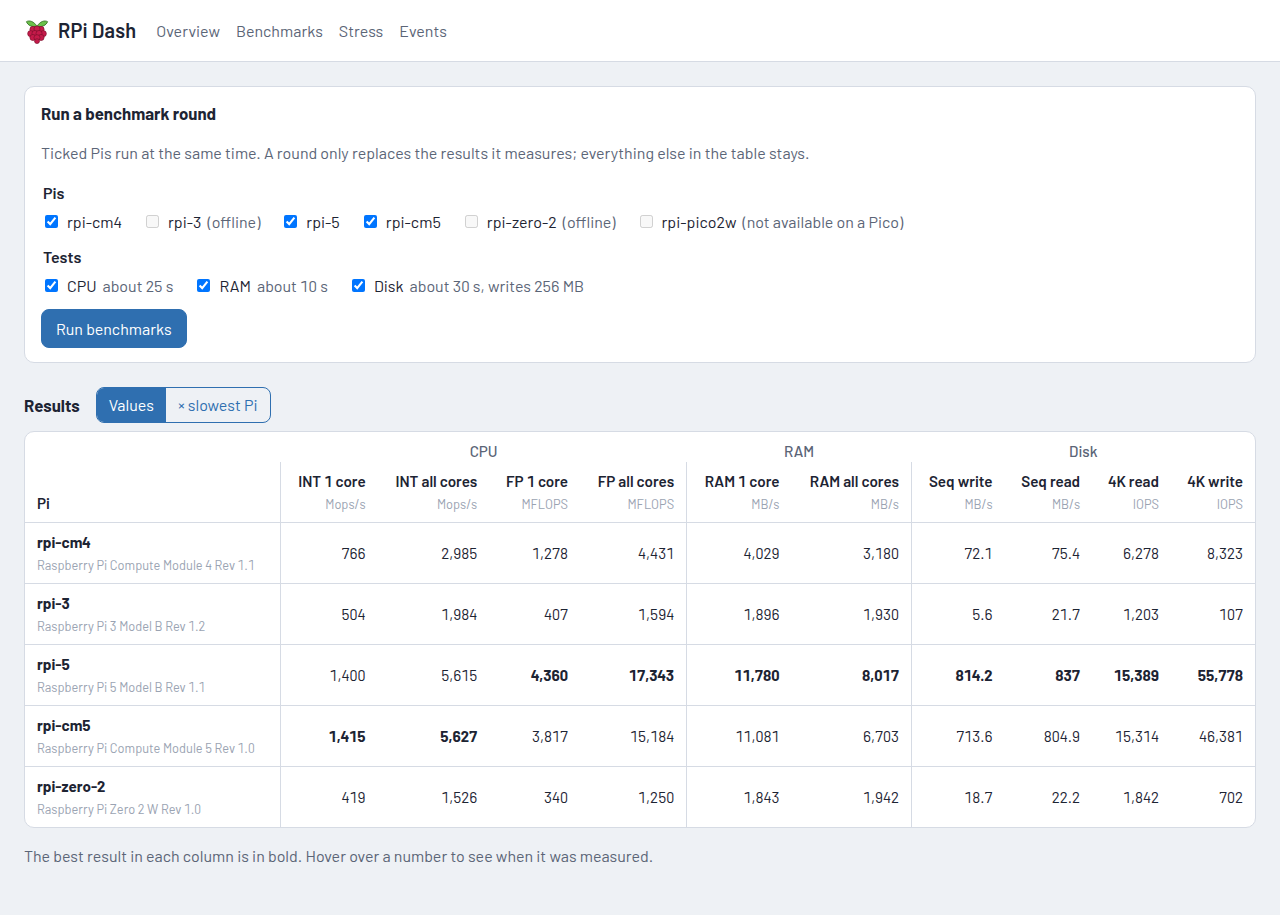 RPi Dash Overview Benchmarks Stress Events
Run a benchmark round
Ticked Pis run at the same time. A round only replaces the results it measures; everything else in the table stays.
Pis
rpi-cm4 rpi-3 (offline) rpi-5 rpi-cm5 rpi-zero-2 (offline) rpi-pico2w (not available on a Pico)
Tests
CPU about 25 s RAM about 10 s Disk about 30 s, writes 256 MB
Run benchmarks
Results Values × slowest Pi
CPU RAM Disk
INT 1 core INT all cores FP 1 core FP all cores RAM 1 core RAM all cores Seq write Seq read 4K read 4K write
Pi Mops/s Mops/s MFLOPS MFLOPS MB/s MB/s MB/s MB/s IOPS IOPS
rpi-cm4 766 2,985 1,278 4,431 4,029 3,180 72.1 75.4 6,278 8,323
Raspberry Pi Compute Module 4 Rev 1.1
rpi-3 504 1,984 407 1,594 1,896 1,930 5.6 21.7 1,203 107
Raspberry Pi 3 Model B Rev 1.2
rpi-5 1,400 5,615 4,360 17,343 11,780 8,017 814.2 837 15,389 55,778
Raspberry Pi 5 Model B Rev 1.1
rpi-cm5 1,415 5,627 3,817 15,184 11,081 6,703 713.6 804.9 15,314 46,381
Raspberry Pi Compute Module 5 Rev 1.0
rpi-zero-2 419 1,526 340 1,250 1,843 1,942 18.7 22.2 1,842 702
Raspberry Pi Zero 2 W Rev 1.0
The best result in each column is in bold. Hover over a number to see when it was measured.